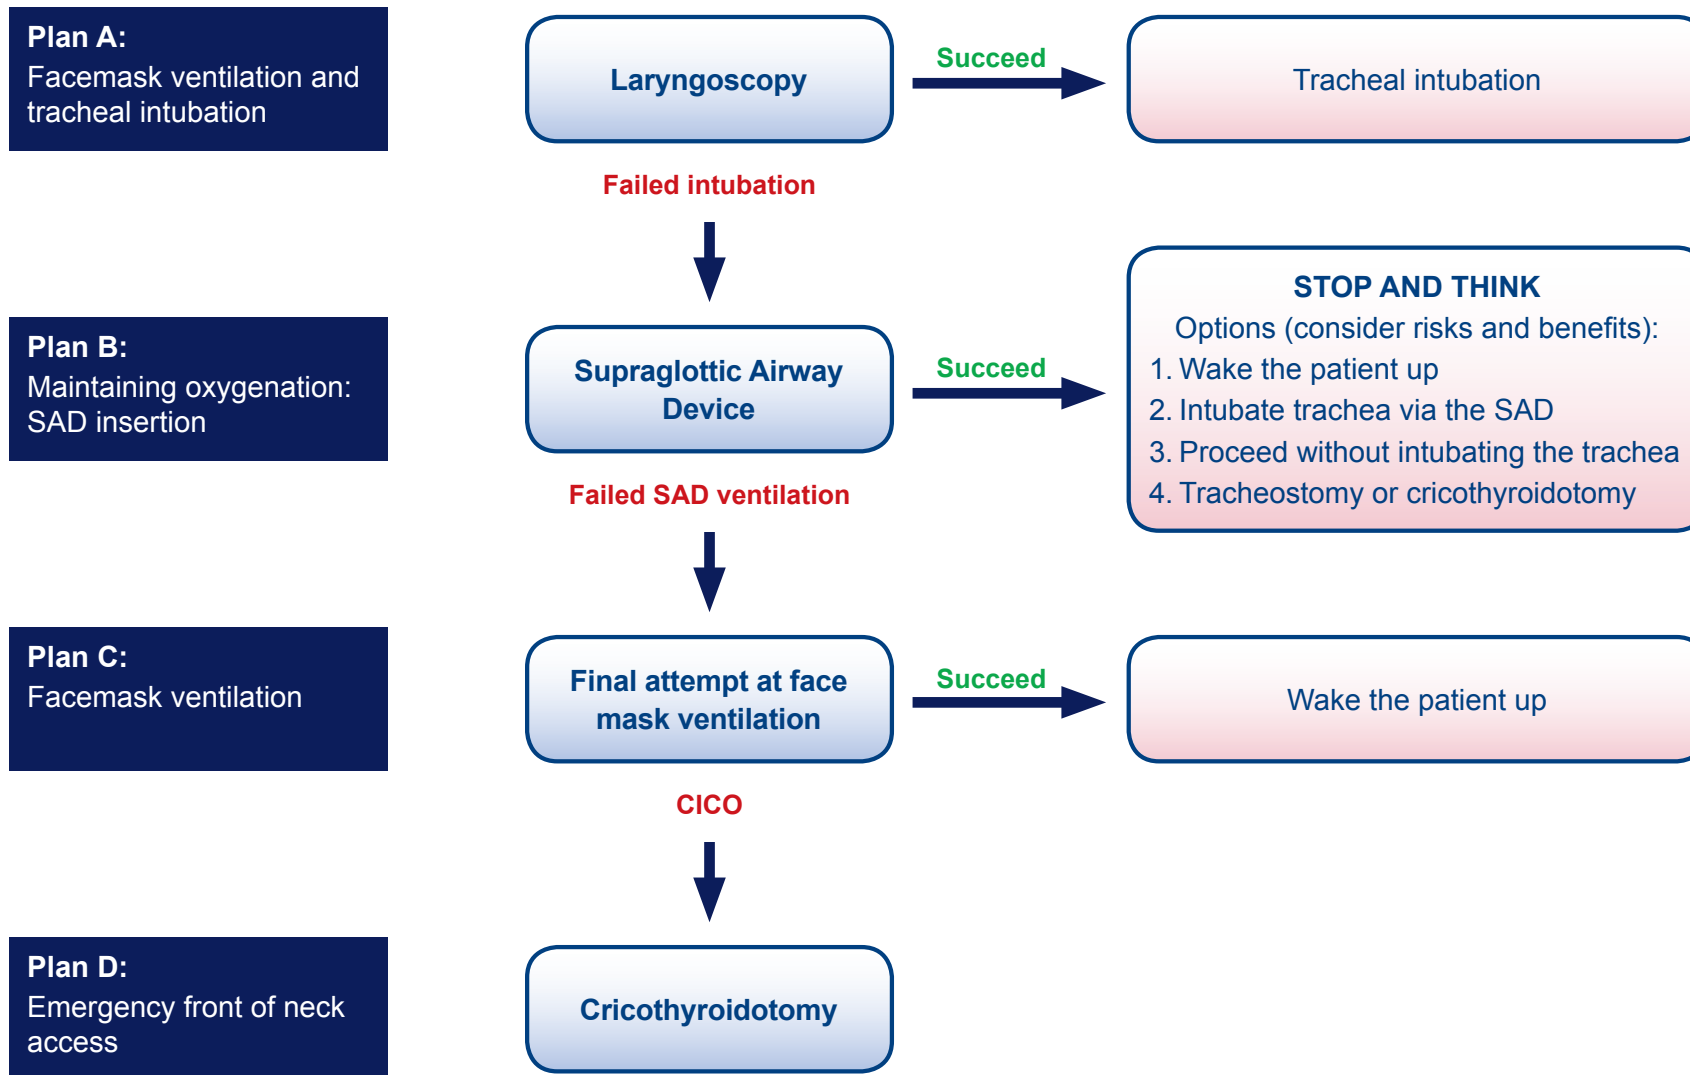 Plan A:
Facemask ventilation and
tracheal intubation
Laryngoscopy
Succeed
Tracheal intubation
Failed intubation
Plan B:
Maintaining oxygenation:
SAD insertion
Supraglottic Airway
Device
Succeed
STOP AND THINK
Options (consider risks and benefits):
1. Wake the patient up
2. Intubate trachea via the SAD
3. Proceed without intubating the trachea
4. Tracheostomy or cricothyroidotomy
Failed SAD ventilation
Plan C:
Facemask ventilation
Final attempt at face
mask ventilation
Succeed
Wake the patient up
CICO
Plan D:
Emergency front of neck
access
Cricothyroidotomy